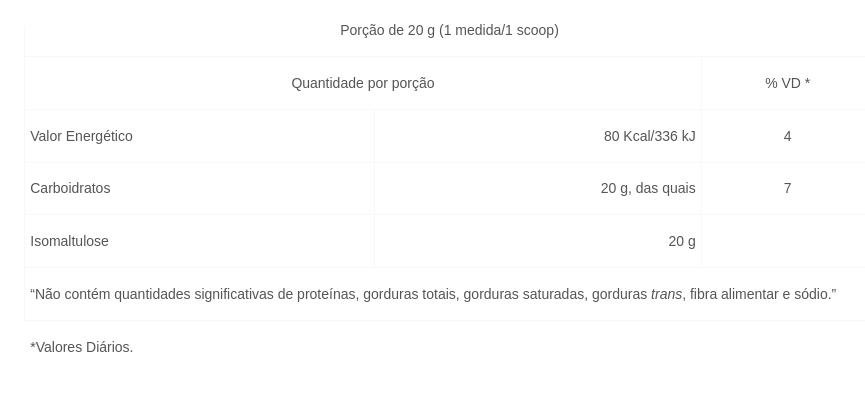 Porção de 20 g (1 medida/1 scoop)
Quantidade por porção % VD *
Valor Energético 80 Kcal/336 kJ 4
Carboidratos 20 g, das quais 7
Isomaltulose 20 g
“Não contém quantidades significativas de proteínas, gorduras totais, gorduras saturadas, gorduras trans, fibra alimentar e sódio.”
*Valores Diários.